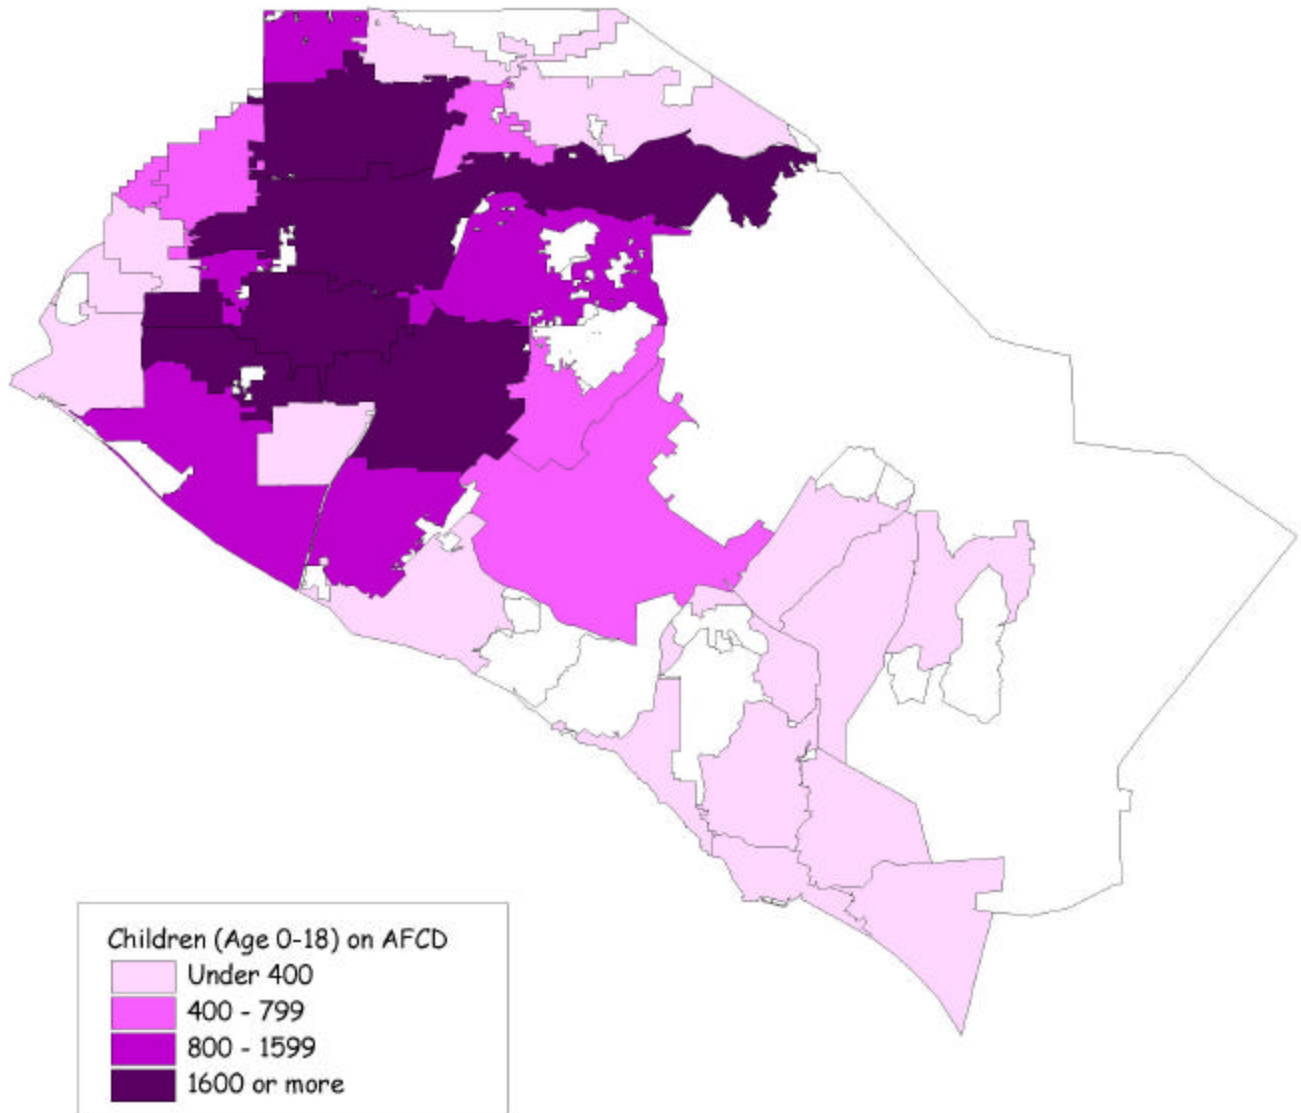 Children (Age 0-18) on AFCD
Under 400
400 - 799
800 - 1599
1600 or more